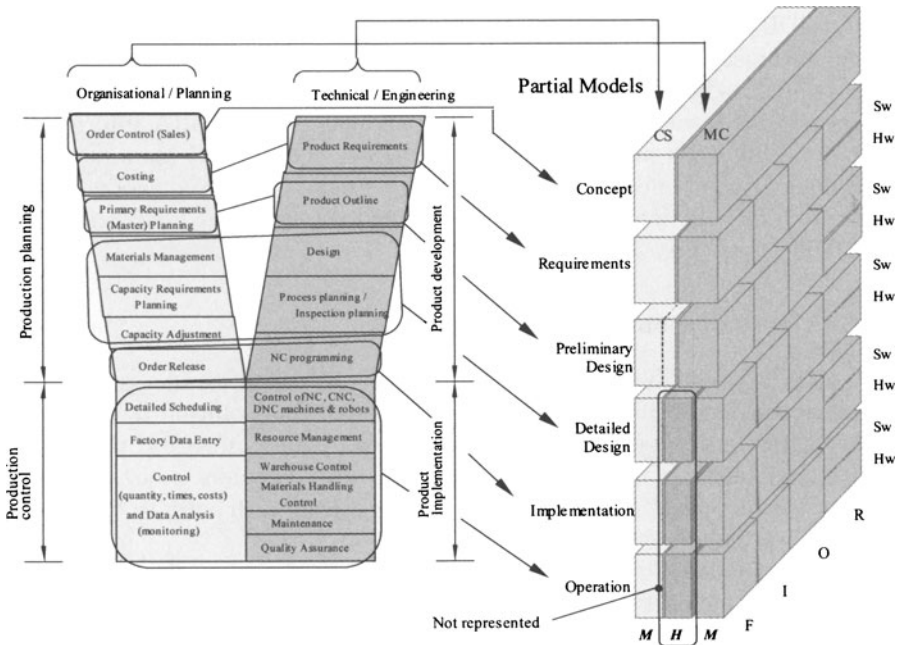 Organisational / Planning
Technical / Engineering
Partial Models
Production planning
Production
control
Order Control (Sales)
Costing
Primary Requirements
(Master) Planning
Materials Management
Capacity Requirements
Planning
Capacity Adjustment
Order Release
Detailed Scheduling
Factory Data Entry
Control
(quantity, times, costs)
and Data Analysis
(monitoring)
Product Requirements
Product Outline
Design
Process planning /
Inspection planning
NC programming
Control of NC, CNC,
DNC machines & robots
Resource Management
Warehouse Control
Materials Handling
Control
Maintenance
Quality Assurance
Product development
Product
Implementation
CS
MC
Concept
Requirements
Preliminary
Design
Detailed
Design
Implementation
Operation
Not represented
Sw
Hw
Sw
Hw
Sw
Hw
Sw
Hw
Sw
Hw
R
O
I
F
M
H
M